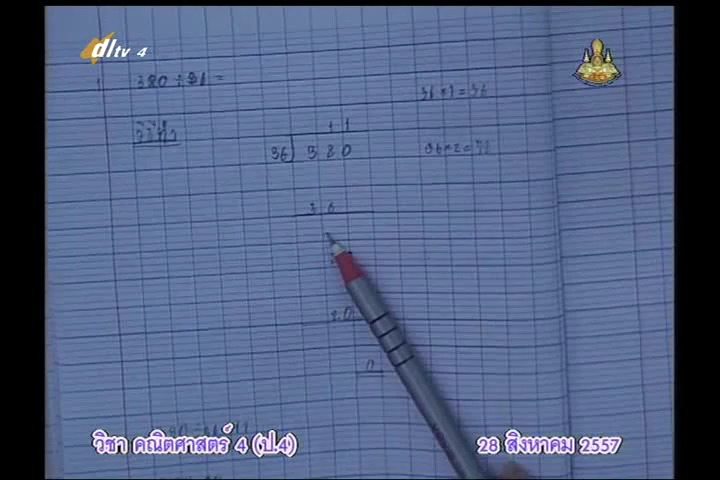 dltv 4
1 380 ÷ 36 =
36 × 1 = 36
วิธีทำ
1 1
36 3 8 0
36 × 2 = 72
3 6
0
วิชา คณิตศาสตร์ 4 (ป.4)
28 สิงหาคม 2557